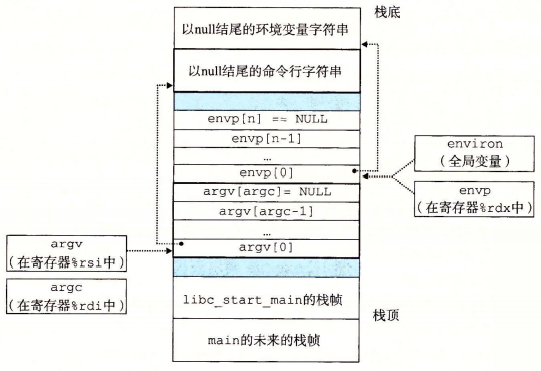 栈底
以null结尾的环境变量字符串
以null结尾的命令行字符串
envp[n] == NULL
envp[n-1]
…
envp[0]
argv[argc]= NULL
argv[argc-1]
…
argv[0]
libc_start_main的栈帧
main的未来的栈帧
栈顶
environ
(全局变量)
envp
(在寄存器%rdx中)
argv
(在寄存器%rsi中)
argc
(在寄存器%rdi中)